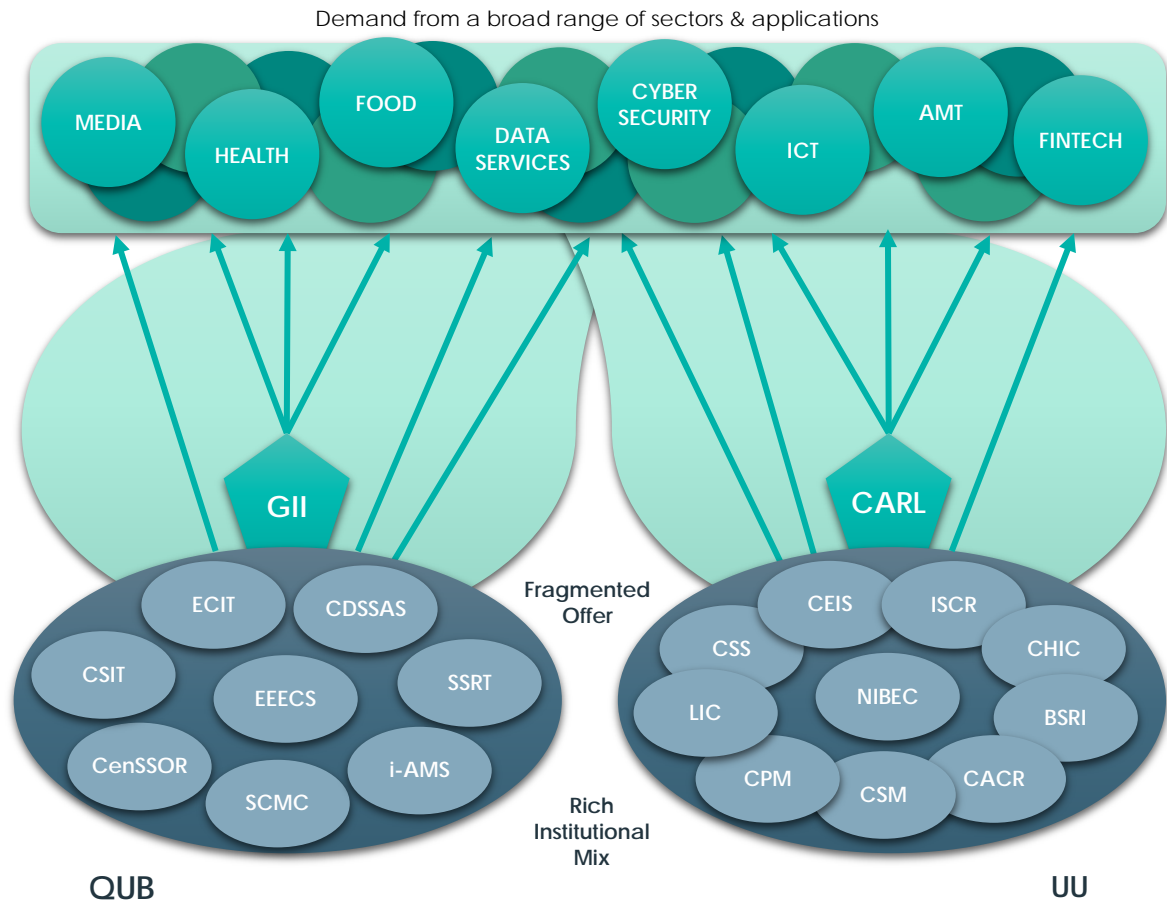 Demand from a broad range of sectors & applications
MEDIA
HEALTH
FOOD
DATA
SERVICES
CYBER
SECURITY
ICT
AMT
FINTECH
GII
CARL
Fragmented
Offer
ECIT
CDSSAS
CSIT
EEECS
SSRT
CenSSOR
SCMC
i-AMS
CEIS
ISCR
CSS
CHIC
LIC
NIBEC
BSRI
CPM
CSM
CACR
Rich
Institutional
Mix
QUB
UU